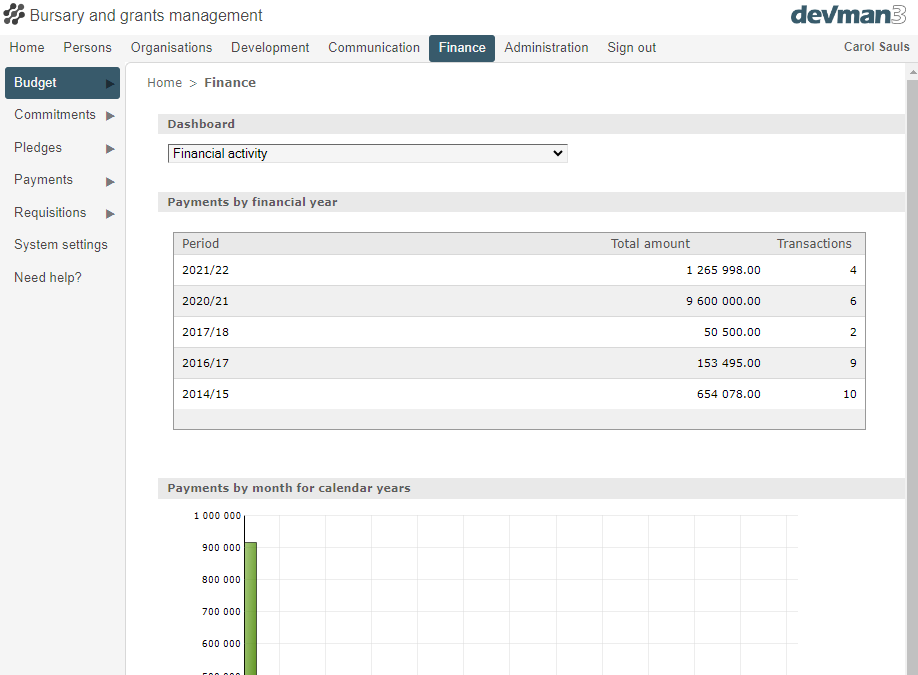 Bursary and grants management
devman3
Home Persons Organisations Development Communication Finance Administration Sign out Carol Sauls
Budget
Commitments
Pledges
Payments
Requisitions
System settings
Need help?
Home > Finance
Dashboard
Financial activity
Payments by financial year
Period Total amount Transactions
2021/22 1 265 998.00 4
2020/21 9 600 000.00 6
2017/18 50 500.00 2
2016/17 153 495.00 9
2014/15 654 078.00 10
Payments by month for calendar years
1 000 000
900 000
800 000
700 000
600 000